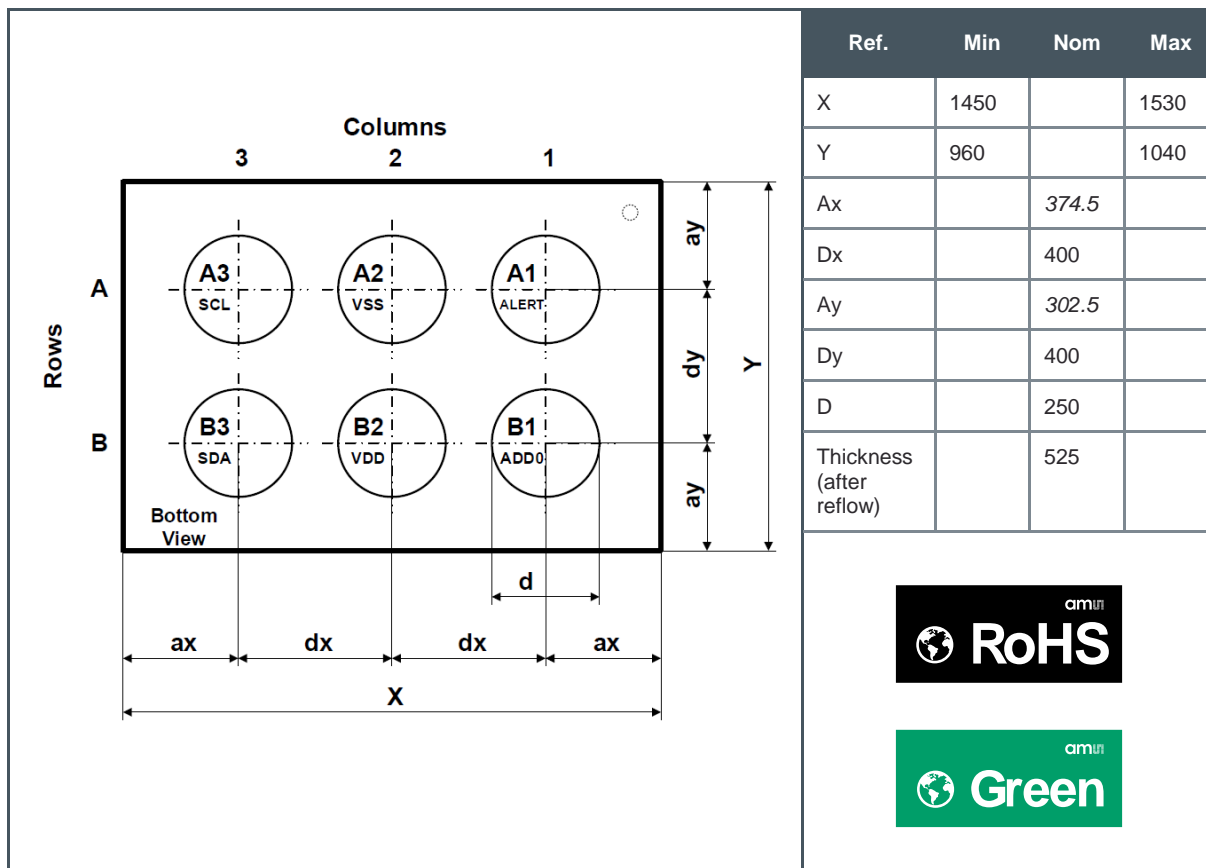 Columns
3 2 1
Rows
A
A3 A2 A1
SCL VSS ALERT
B
B3 B2 B1
SDA VDD ADD0
Bottom
View
ay
dy
ay
Y
d
ax dx dx ax
X
Ref. Min Nom Max
X 1450 1530
Y 960 1040
Ax 374.5
Dx 400
Ay 302.5
Dy 400
D 250
Thickness 525
(after
reflow)
amu
RoHS
amu
Green